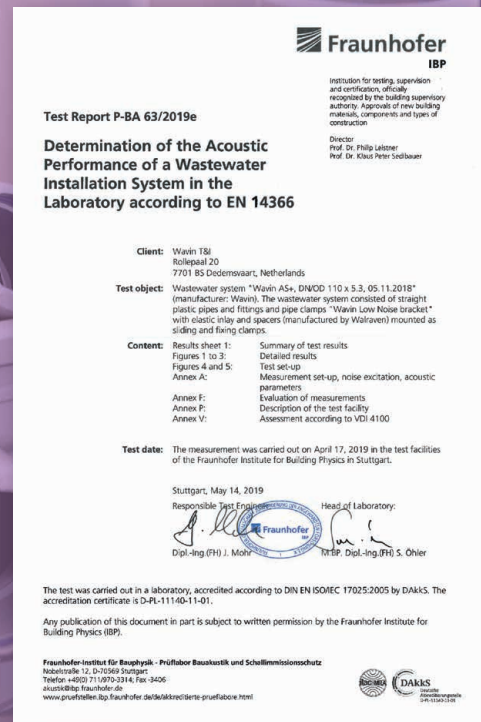 Fraunhofer
IBP
Institution for testing, supervision
and certification, officially
recognized by the building supervisory
authority. Approvals of new building
materials, components and types of
construction
Director
Prof. Dr. Philip Leistner
Prof. Dr. Klaus Peter Sedlbauer
Test Report P-BA 63/2019e
Determination of the Acoustic
Performance of a Wastewater
Installation System in the
Laboratory according to EN 14366
Client: Wavin T&I
Rollepaal 20
7701 BS Dedemsvaart, Netherlands
Test object: Wastewater system "Wavin AS+, DN/OD 110 x 5.3, 05.11.2018"
(manufacturer: Wavin). The wastewater system consisted of straight
plastic pipes and fittings and pipe clamps "Wavin Low Noise bracket"
with elastic inlay and spacers (manufactured by Walraven) mounted as
sliding and fixing clamps.
Content: Results sheet 1: Summary of test results
Figures 1 to 3: Detailed results
Figures 4 and 5: Test set-up
Annex A: Measurement set-up, noise excitation, acoustic
parameters
Annex F: Evaluation of measurements
Annex P: Description of the test facility
Annex V: Assessment according to VDI 4100
Test date: The measurement was carried out on April 17, 2019 in the test facilities
of the Fraunhofer Institute for Building Physics in Stuttgart.
Stuttgart, May 14, 2019
Responsible Test Engineer: Head of Laboratory:
Fraunhofer
IBP
Dipl.-Ing.(FH) J. Mohr M.BP. Dipl.-Ing.(FH) S. Öhler
The test was carried out in a laboratory, accredited according to DIN EN ISO/IEC 17025:2005 by DAkkS. The
accreditation certificate is D-PL-11140-11-01.
Any publication of this document in part is subject to written permission by the Fraunhofer Institute for
Building Physics (IBP).
Fraunhofer-Institut für Bauphysik - Prüflabor Bauakustik und Schallimmissionsschutz
Nobelstraße 12, D-70569 Stuttgart
Telefon +49(0) 711/970-3314; Fax -3406
akustik@ibp.fraunhofer.de
www.pruefstellen.ibp.fraunhofer.de/de/akkreditierte-prueflabore.html
DAkkS
Deutsche
Akkreditierungsstelle
D-PL-11140-11-01